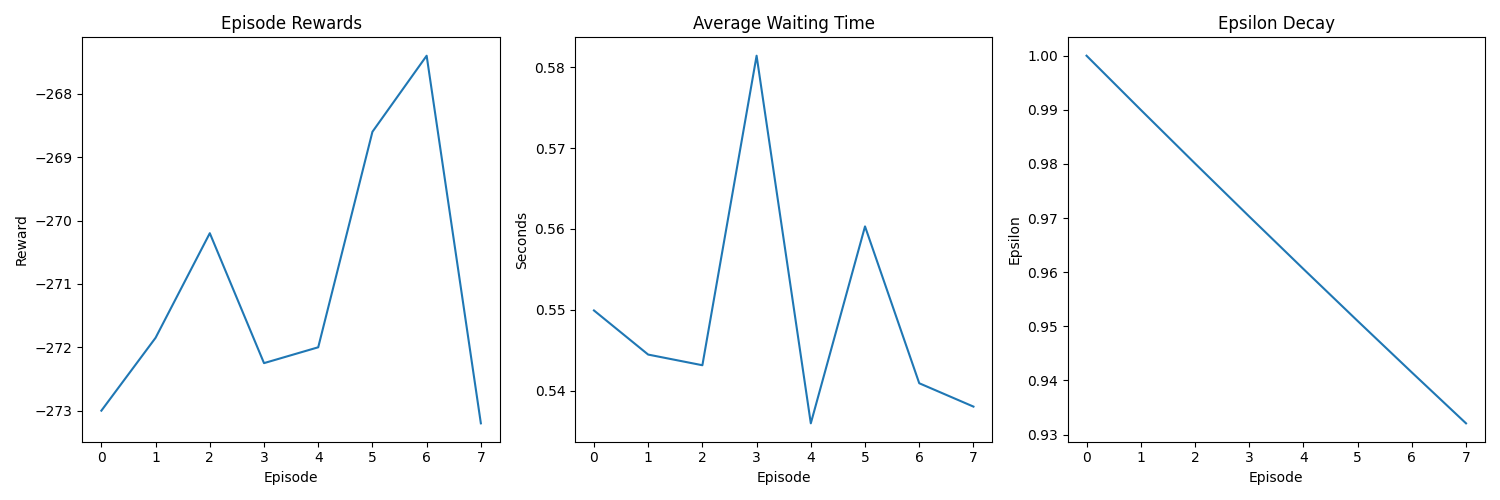 Episode Rewards
Reward
−268
−269
−270
−271
−272
−273
0 1 2 3 4 5 6 7
Episode
Average Waiting Time
Seconds
0.58
0.57
0.56
0.55
0.54
0 1 2 3 4 5 6 7
Episode
Epsilon Decay
Epsilon
1.00
0.99
0.98
0.97
0.96
0.95
0.94
0.93
0 1 2 3 4 5 6 7
Episode